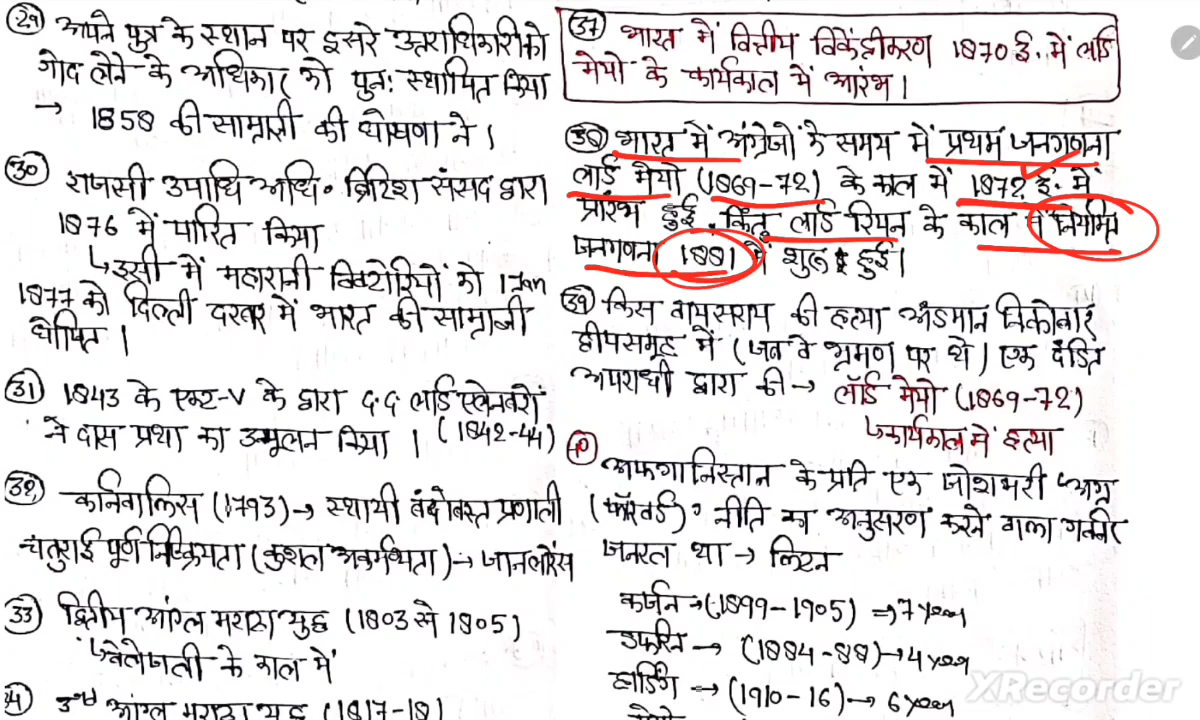 29 अपने पुत्र के स्थान पर दूसरे उत्तराधिकारी को
गोद लेने के अधिकार को पुनः स्थापित किया
→ 1858 की साम्राज्ञी की घोषणा ने।
30 राजसी उपाधि अधि॰ ब्रिटिश संसद द्वारा
1876 में पारित किया
↳ उसी में महारानी विक्टोरियों को 1 Jan
1877 को दिल्ली दरबार में भारत की साम्राज्ञी
घोषित।
31 1843 के एक्ट-V के द्वारा द.द लार्ड एलेनबरो
ने दास प्रथा का उन्मूलन किया। (1842-44)
32 कार्नवालिस (1793) → स्थायी बंदोबस्त प्रणाली
चतुराई पूर्ण निष्क्रियता (कुशल अकर्मण्यता) → जान लॉरेंस
33 द्वितीय आंग्ल मराठा युद्ध (1803 से 1805)
↳ वेलेजली के काल में
34 3rd आंग्ल मराठा युद्ध (1817-18)
37 भारत में वित्तीय विकेंद्रीकरण 1870 ई. में लार्ड
मेयो के कार्यकाल में आरंभ।
38 भारत में अंग्रेजो के समय में प्रथम जनगणना
लार्ड मेयो (1869-72) के काल में 1872 ई. में
प्रारंभ हुई. किंतु लार्ड रिपन के काल में नियमित
जनगणना 1881 में शुरू हुई।
39 किस वायसराय की हत्या अंडमान निकोबार
द्वीपसमूह में (जब वे भ्रमण पर थे) एक दंडित
अपराधी द्वारा की → लॉर्ड मेयो (1869-72)
↳ कार्यकाल में हत्या
40 अफगानिस्तान के प्रति एक जोशभरी अग्र
(फॉरवर्ड)॰ नीति का अनुसरण करने वाला गवर्नर
जनरल था → लिटन
कर्जन → (1899-1905) ⇒ 7 year
डफरिन → (1884-88) → 4 year
हार्डिंग → (1910-16) → 6 year
XRecorder